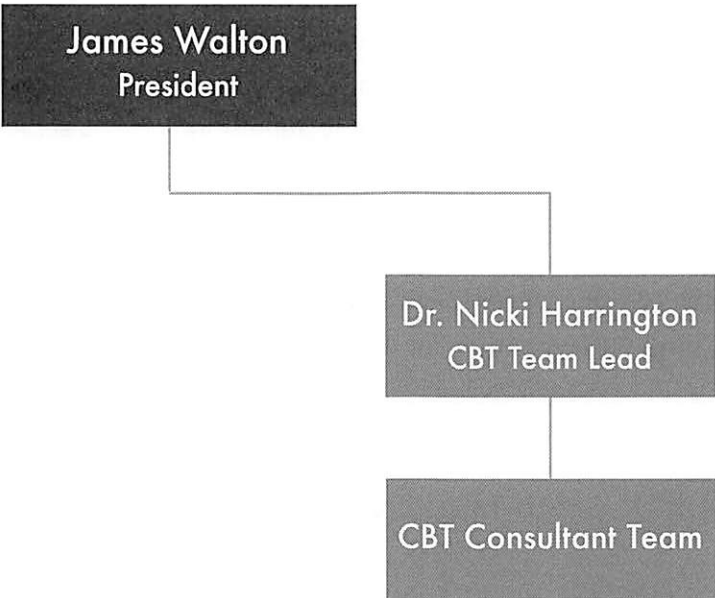 James Walton
President
Dr. Nicki Harrington
CBT Team Lead
CBT Consultant Team